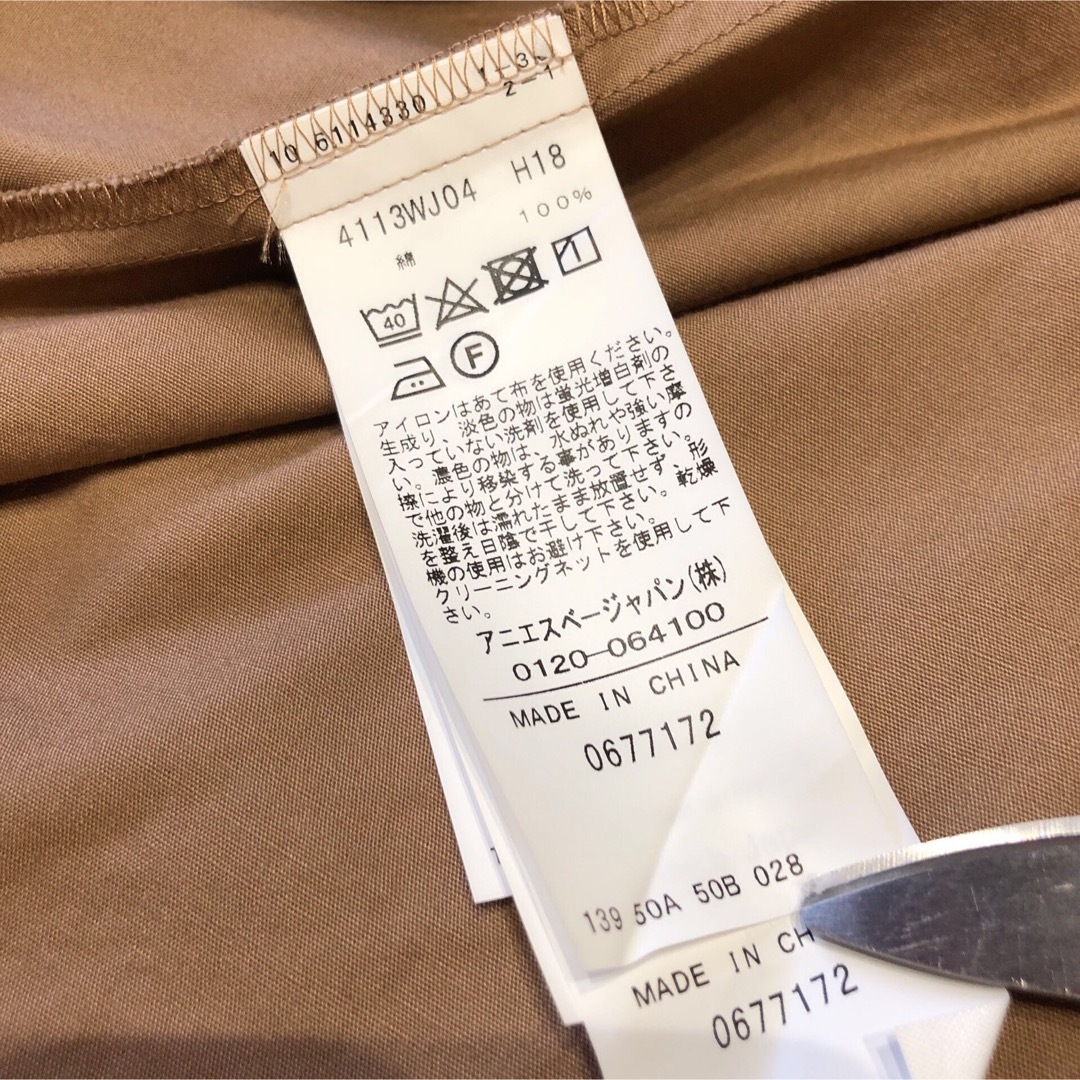 10 6114330 1-3
2-1
4113WJ04 H18
綿 100%
40
1
F
アイロンはあて布を使用ください。
生成り、淡色の物は蛍光増白剤の
入っていない洗剤を使用して下さ
い。濃色の物は、水ぬれや強い摩
擦により移染する事がありますの
で他の物と分けて洗って下さい。
洗濯後は濡れたまま放置せず、形
を整え日陰で干して下さい。乾燥
機の使用はお避け下さい。
クリーニングネットを使用して下
さい。
アニエスベージャパン(株)
0120-064100
MADE IN CHINA
0677172
139 50A 50B 028
MADE IN CH
0677172